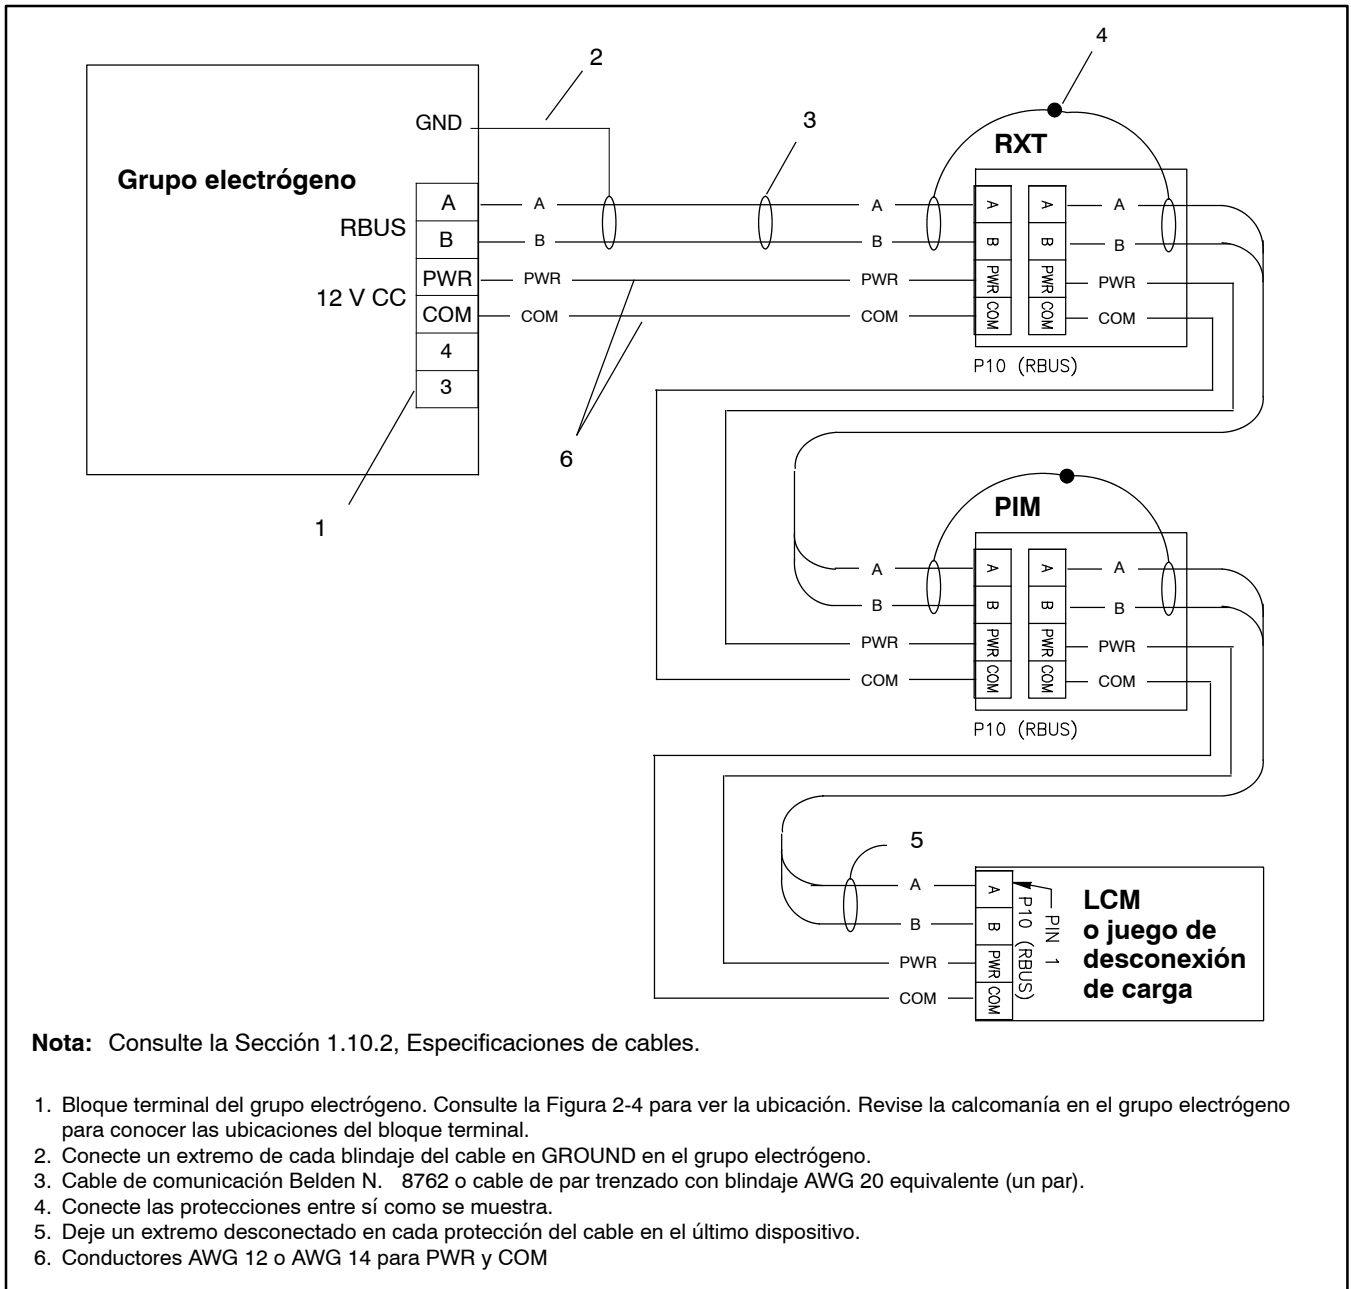 2
4
GND
3
RXT
Grupo electrógeno
RBUS
A
B
12 V CC
PWR
COM
4
3
A
B
PWR
COM
A
B
PWR
COM
A
B
PWR
COM
A
B
PWR
COM
A
B
PWR
COM
P10 (RBUS)
6
1
PIM
A
B
PWR
COM
A
B
PWR
COM
A
B
PWR
COM
A
B
PWR
COM
P10 (RBUS)
5
A
B
PWR
COM
A
B
PWR
COM
P10 (RBUS)
PIN 1
LCM
o juego de
desconexión
de carga
Nota: Consulte la Sección 1.10.2, Especificaciones de cables.
1. Bloque terminal del grupo electrógeno. Consulte la Figura 2-4 para ver la ubicación. Revise la calcomanía en el grupo electrógeno
para conocer las ubicaciones del bloque terminal.
2. Conecte un extremo de cada blindaje del cable en GROUND en el grupo electrógeno.
3. Cable de comunicación Belden N. 8762 o cable de par trenzado con blindaje AWG 20 equivalente (un par).
4. Conecte las protecciones entre sí como se muestra.
5. Deje un extremo desconectado en cada protección del cable en el último dispositivo.
6. Conductores AWG 12 o AWG 14 para PWR y COM